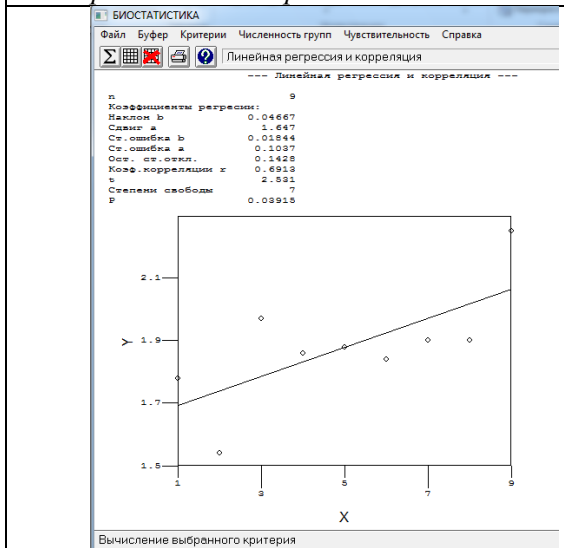 БИОСТАТИСТИКА
Файл Буфер Критерии Численность групп Чувствительность Справка
Линейная регрессия и корреляция
--- Линейная регрессия и корреляция ---
n 9
Коэффициенты регресии:
Наклон b 0.04667
Сдвиг a 1.647
Ст.ошибка b 0.01844
Ст.ошибка a 0.1037
Ост. ст.откл. 0.1428
Коэф.корреляции r 0.6913
t 2.531
Степени свободы 7
P 0.03915
2.1
Y 1.9
1.7
1.5
1 3 5 7 9
X
Вычисление выбранного критерия